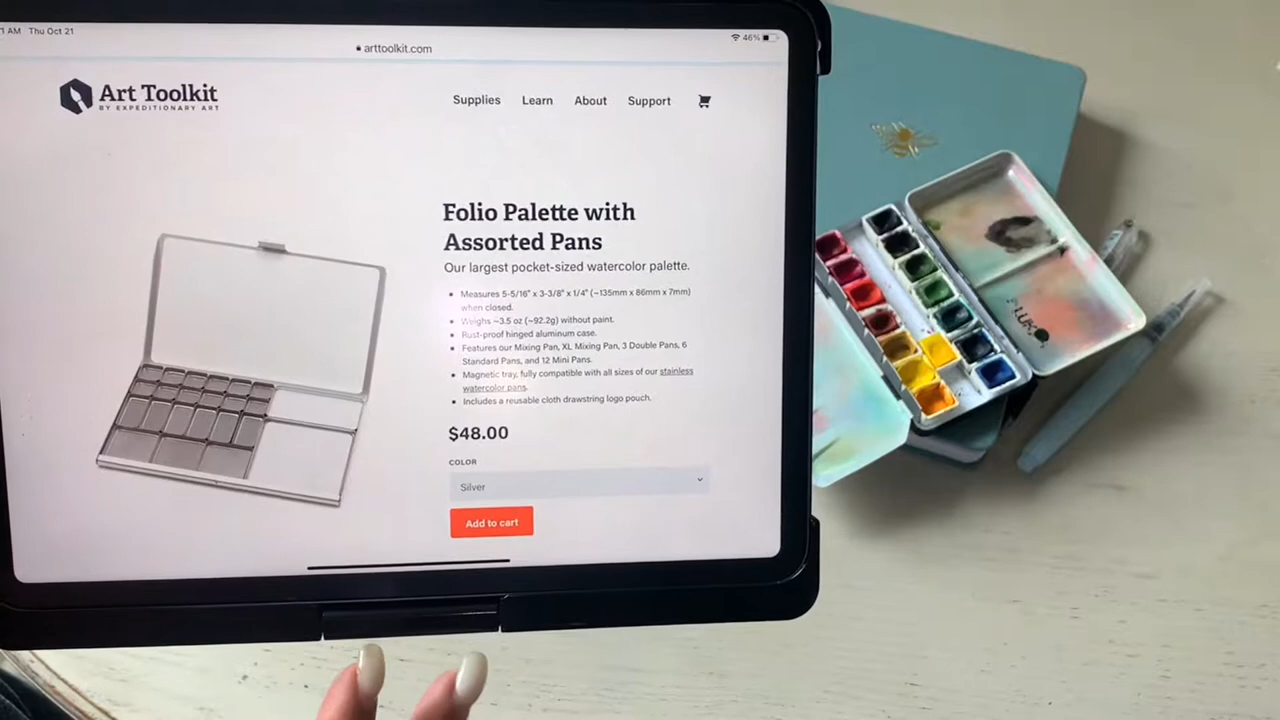 1 AM Thu Oct 21
46%
arttoolkit.com
Art Toolkit
BY EXPEDITIONARY ART
Supplies Learn About Support
Folio Palette with
Assorted Pans
Our largest pocket-sized watercolor palette.
• Measures 5-5/16" x 3-3/8" x 1/4" (~135mm x 86mm x 7mm)
when closed.
• Weighs ~3.5 oz (~92.2g) without paint.
• Rust-proof hinged aluminum case.
• Features our Mixing Pan, XL Mixing Pan, 3 Double Pans, 6
Standard Pans, and 12 Mini Pans.
• Magnetic tray, fully compatible with all sizes of our stainless
watercolor pans.
• Includes a reusable cloth drawstring logo pouch.
$48.00
COLOR
Silver
Add to cart
LUKAS